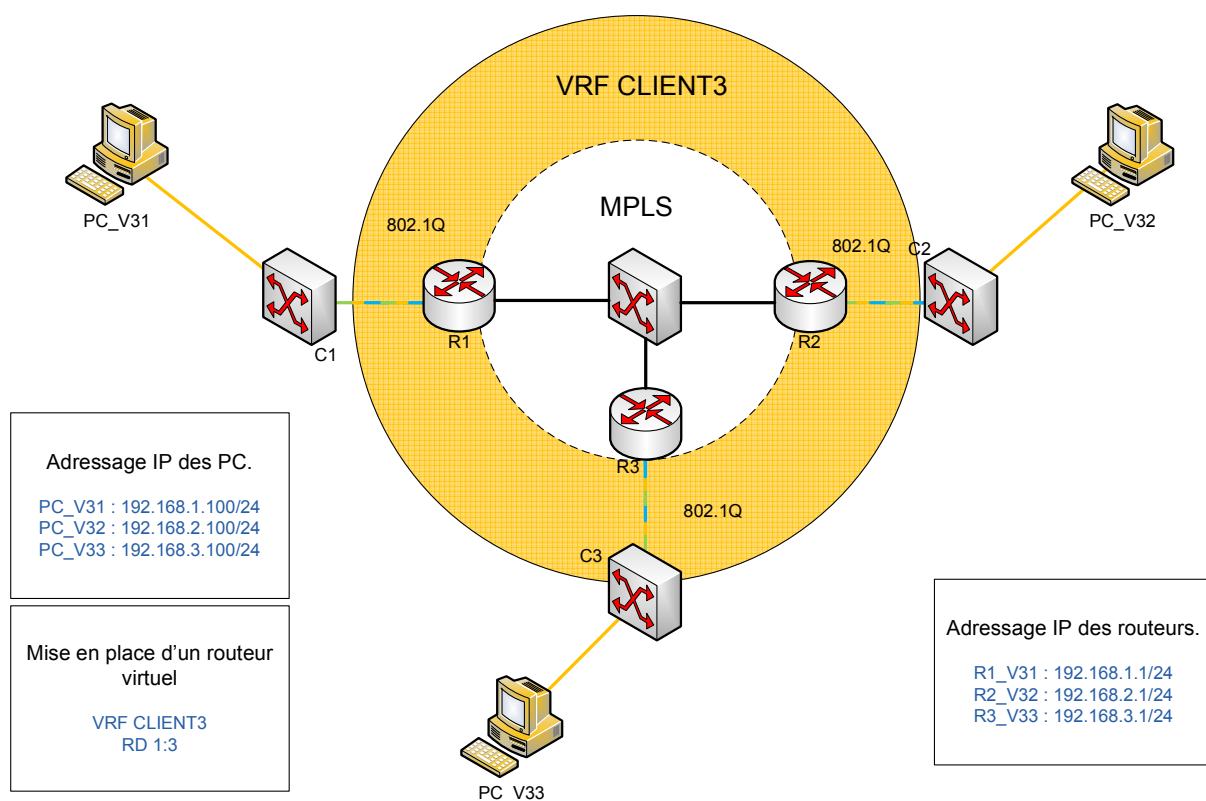 VRF CLIENT3
MPLS
PC_V31
PC_V32
802.1Q
802.1Q
C2
C1
R1
R2
R3
802.1Q
C3
PC_V33
Adressage IP des PC.
PC_V31 : 192.168.1.100/24
PC_V32 : 192.168.2.100/24
PC_V33 : 192.168.3.100/24
Mise en place d’un routeur
virtuel
VRF CLIENT3
RD 1:3
Adressage IP des routeurs.
R1_V31 : 192.168.1.1/24
R2_V32 : 192.168.2.1/24
R3_V33 : 192.168.3.1/24